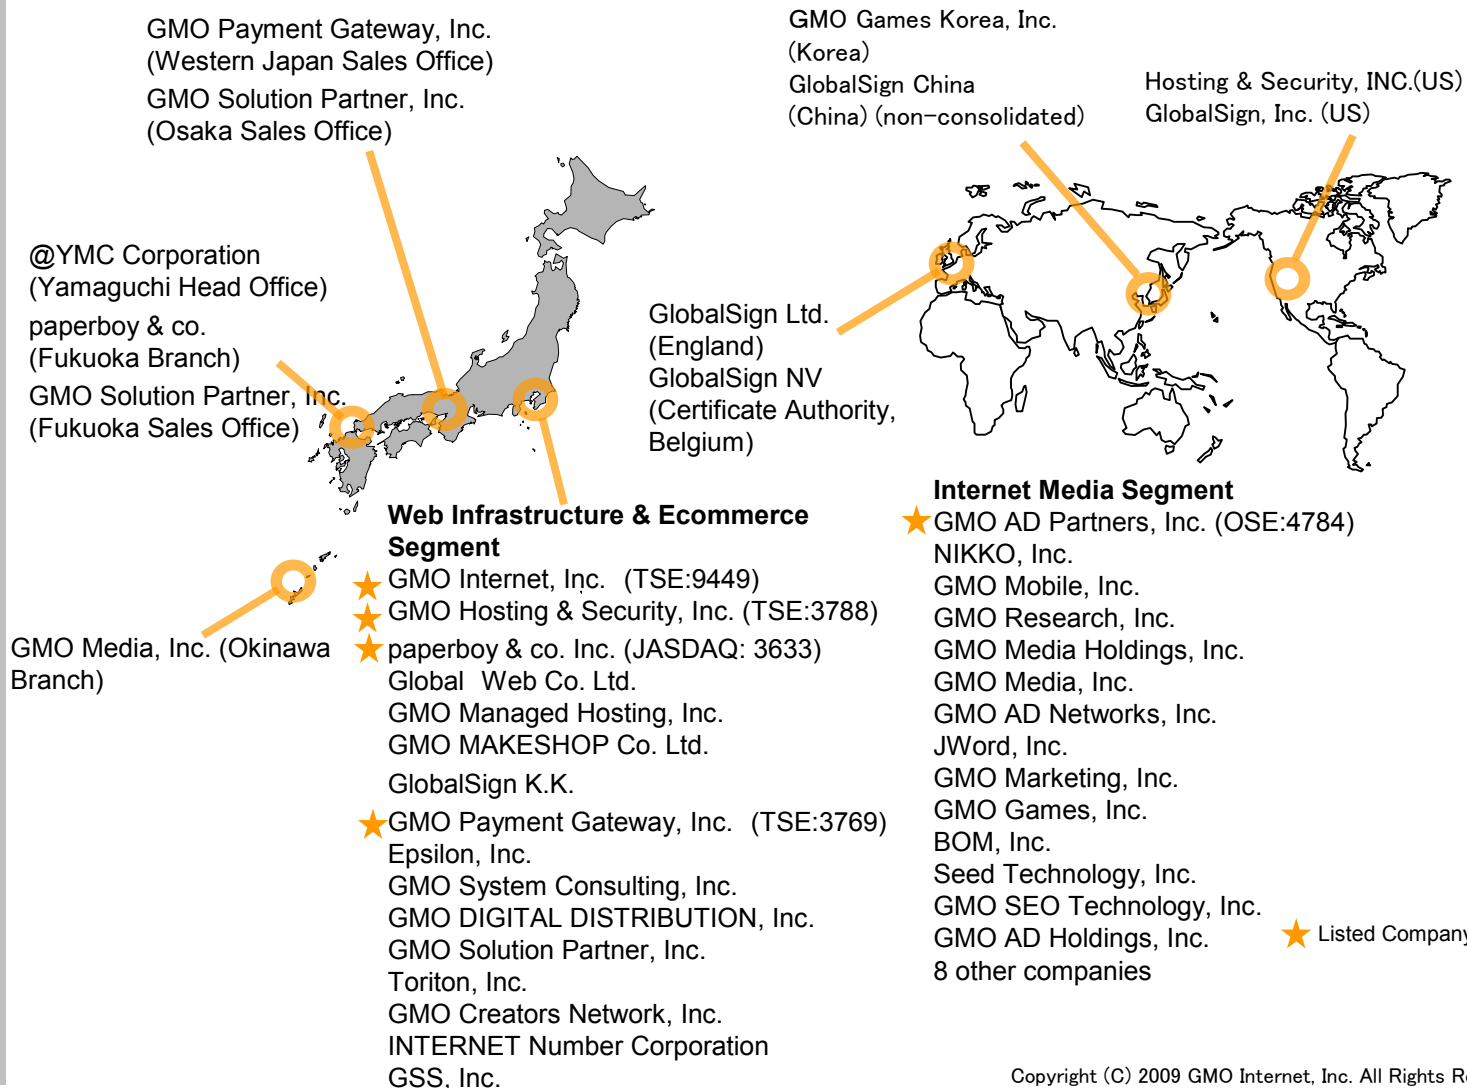 GMO Payment Gateway, Inc.
(Western Japan Sales Office)
GMO Solution Partner, Inc.
(Osaka Sales Office)
GMO Games Korea, Inc.
(Korea)
GlobalSign China
(China) (non-consolidated)
Hosting & Security, INC.(US)
GlobalSign, Inc. (US)
@YMC Corporation
(Yamaguchi Head Office)
paperboy & co.
(Fukuoka Branch)
GMO Solution Partner, Inc.
(Fukuoka Sales Office)
GlobalSign Ltd.
(England)
GlobalSign NV
(Certificate Authority,
Belgium)
GMO Media, Inc. (Okinawa
Branch)
Web Infrastructure & Ecommerce
Segment
GMO Internet, Inc. (TSE:9449)
GMO Hosting & Security, Inc. (TSE:3788)
paperboy & co. Inc. (JASDAQ: 3633)
Global Web Co. Ltd.
GMO Managed Hosting, Inc.
GMO MAKESHOP Co. Ltd.
GlobalSign K.K.
GMO Payment Gateway, Inc. (TSE:3769)
Epsilon, Inc.
GMO System Consulting, Inc.
GMO DIGITAL DISTRIBUTION, Inc.
GMO Solution Partner, Inc.
Toriton, Inc.
GMO Creators Network, Inc.
INTERNET Number Corporation
GSS, Inc.
Internet Media Segment
GMO AD Partners, Inc. (OSE:4784)
NIKKO, Inc.
GMO Mobile, Inc.
GMO Research, Inc.
GMO Media Holdings, Inc.
GMO Media, Inc.
GMO AD Networks, Inc.
JWord, Inc.
GMO Marketing, Inc.
GMO Games, Inc.
BOM, Inc.
Seed Technology, Inc.
GMO SEO Technology, Inc.
GMO AD Holdings, Inc.
8 other companies
Listed Company
Copyright (C) 2009 GMO Internet, Inc. All Rights